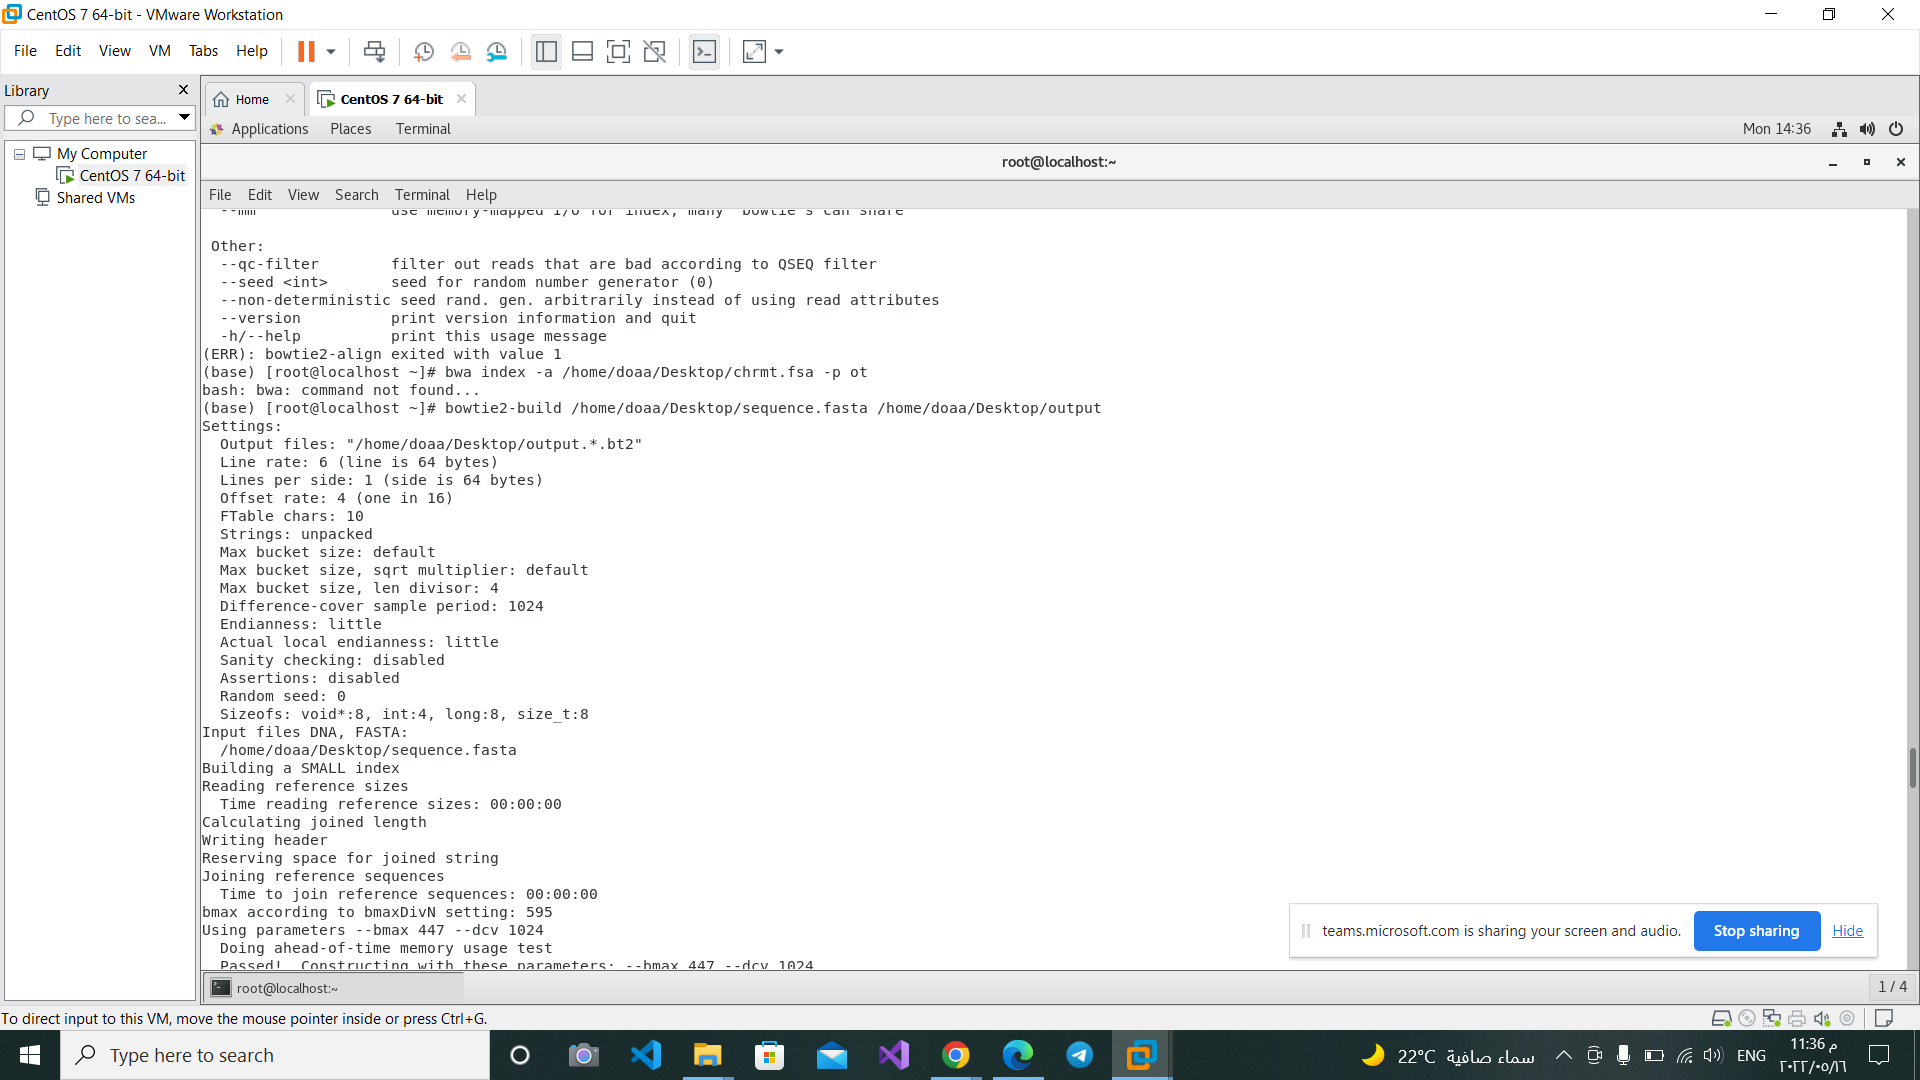 CentOS 7 64-bit - VMware Workstation
File Edit View VM Tabs Help
Library
Type here to sea...
My Computer
CentOS 7 64-bit
Shared VMs
Home CentOS 7 64-bit
Applications Places Terminal Mon 14:36
root@localhost:~
File Edit View Search Terminal Help
--mm use memory-mapped I/O for index; many 'bowtie's can share
Other:
--qc-filter filter out reads that are bad according to QSEQ filter
--seed <int> seed for random number generator (0)
--non-deterministic seed rand. gen. arbitrarily instead of using read attributes
--version print version information and quit
-h/--help print this usage message
(ERR): bowtie2-align exited with value 1
(base) [root@localhost ~]# bwa index -a /home/doaa/Desktop/chrmt.fsa -p ot
bash: bwa: command not found...
(base) [root@localhost ~]# bowtie2-build /home/doaa/Desktop/sequence.fasta /home/doaa/Desktop/output
Settings:
Output files: "/home/doaa/Desktop/output.*.bt2"
Line rate: 6 (line is 64 bytes)
Lines per side: 1 (side is 64 bytes)
Offset rate: 4 (one in 16)
FTable chars: 10
Strings: unpacked
Max bucket size: default
Max bucket size, sqrt multiplier: default
Max bucket size, len divisor: 4
Difference-cover sample period: 1024
Endianness: little
Actual local endianness: little
Sanity checking: disabled
Assertions: disabled
Random seed: 0
Sizeofs: void*:8, int:4, long:8, size_t:8
Input files DNA, FASTA:
/home/doaa/Desktop/sequence.fasta
Building a SMALL index
Reading reference sizes
Time reading reference sizes: 00:00:00
Calculating joined length
Writing header
Reserving space for joined string
Joining reference sequences
Time to join reference sequences: 00:00:00
bmax according to bmaxDivN setting: 595
Using parameters --bmax 447 --dcv 1024
Doing ahead-of-time memory usage test
Passed! Constructing with these parameters: --bmax 447 --dcv 1024
teams.microsoft.com is sharing your screen and audio. Stop sharing Hide
root@localhost:~ 1 / 4
To direct input to this VM, move the mouse pointer inside or press Ctrl+G.
Type here to search
22°C سماء صافية
ENG
11:36 م
٢٠٢٢/٠٥/١٦